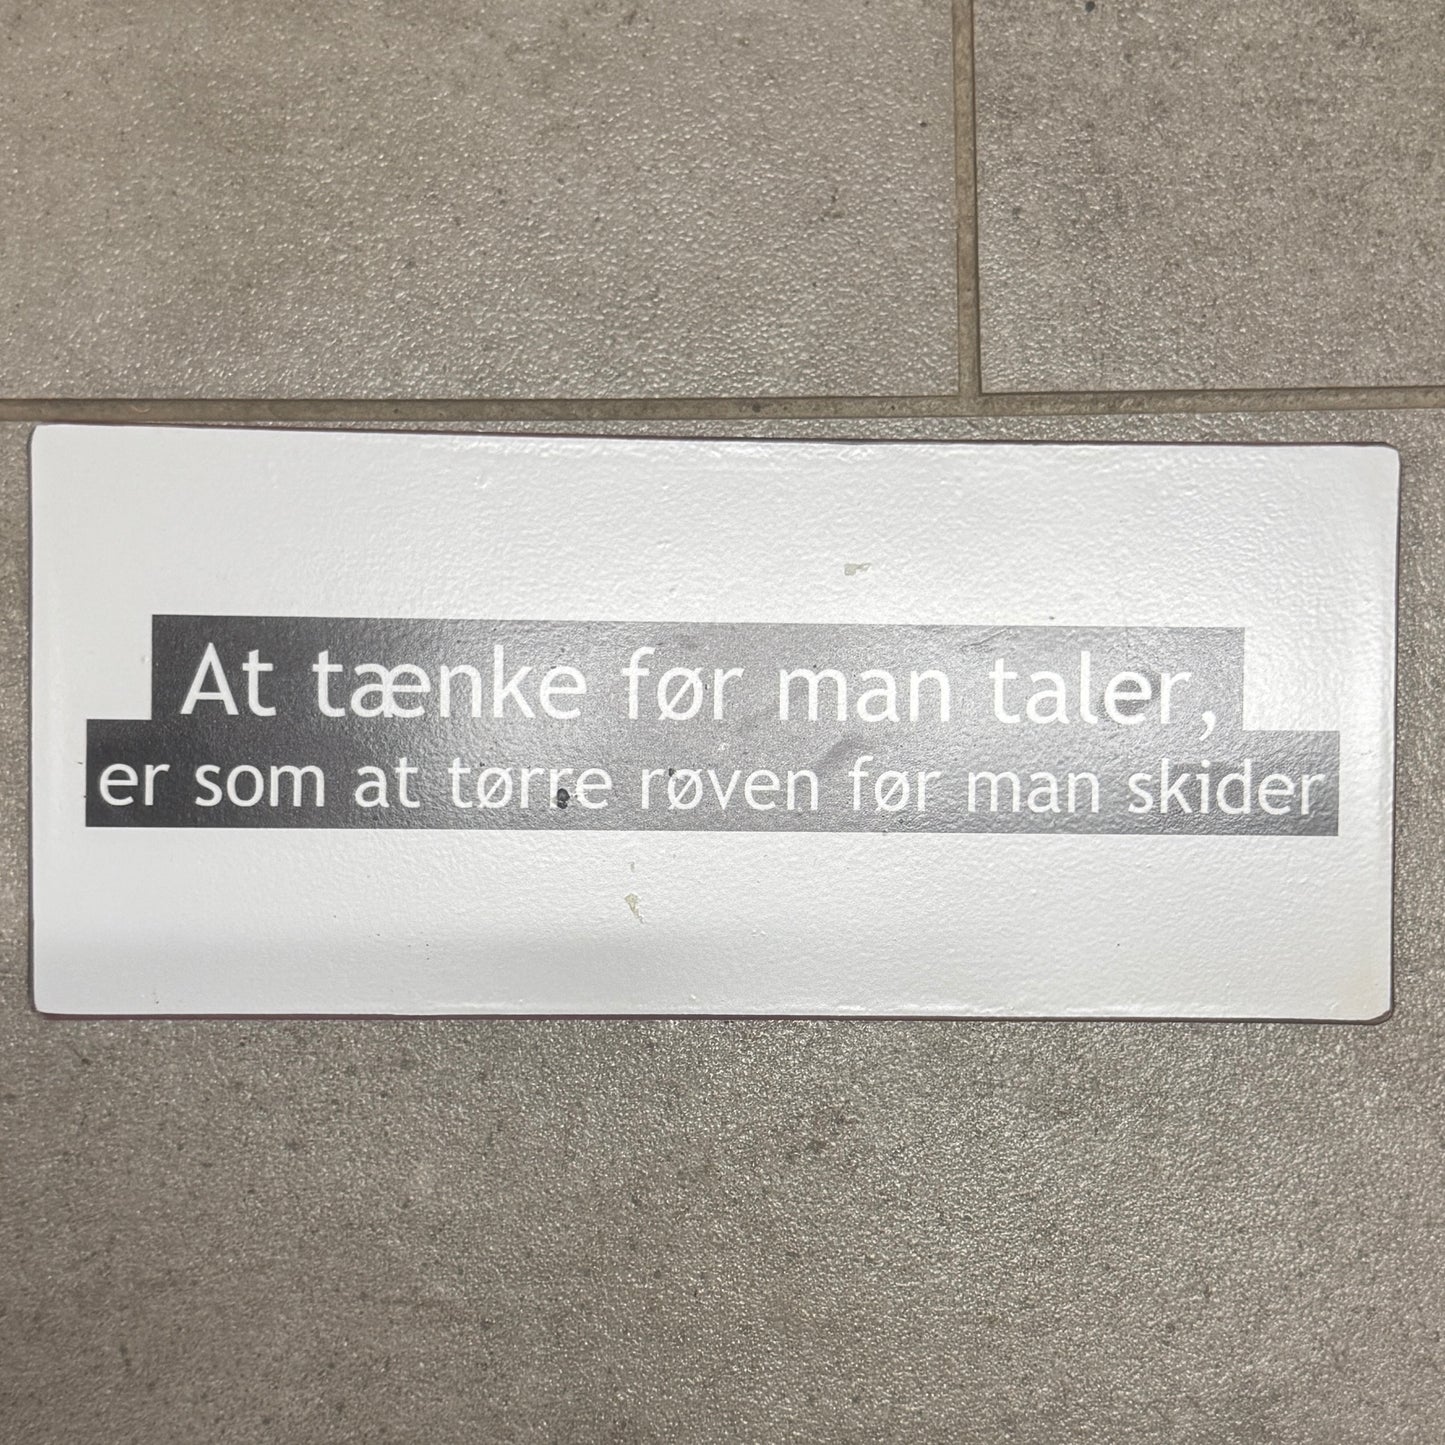 At tænke før man taler,
er som at tørre røven før man skider